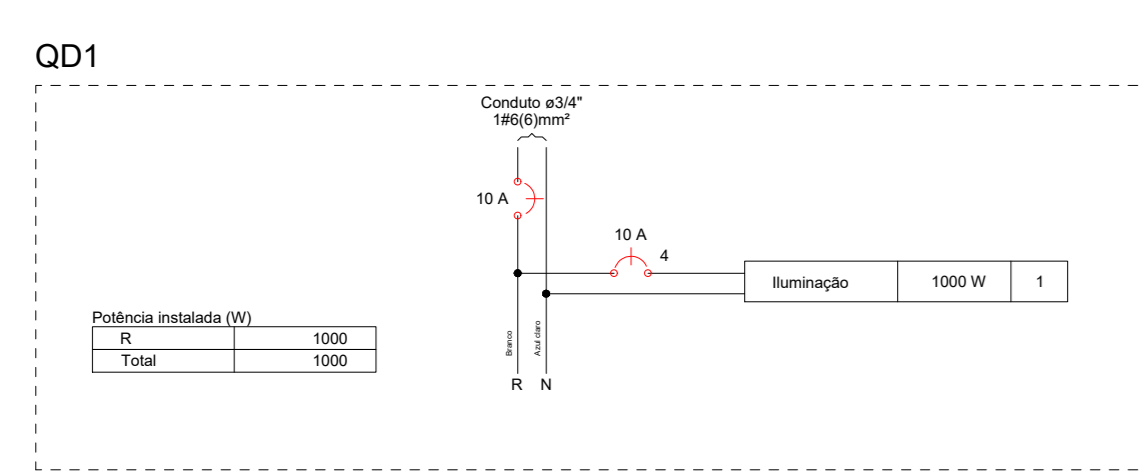 QD1
Conduto ø3/4"
1#6(6)mm²
10 A
10 A
4
Iluminação 1000 W 1
Potência instalada (W)
R 1000
Total 1000
Branco
Azul claro
R N